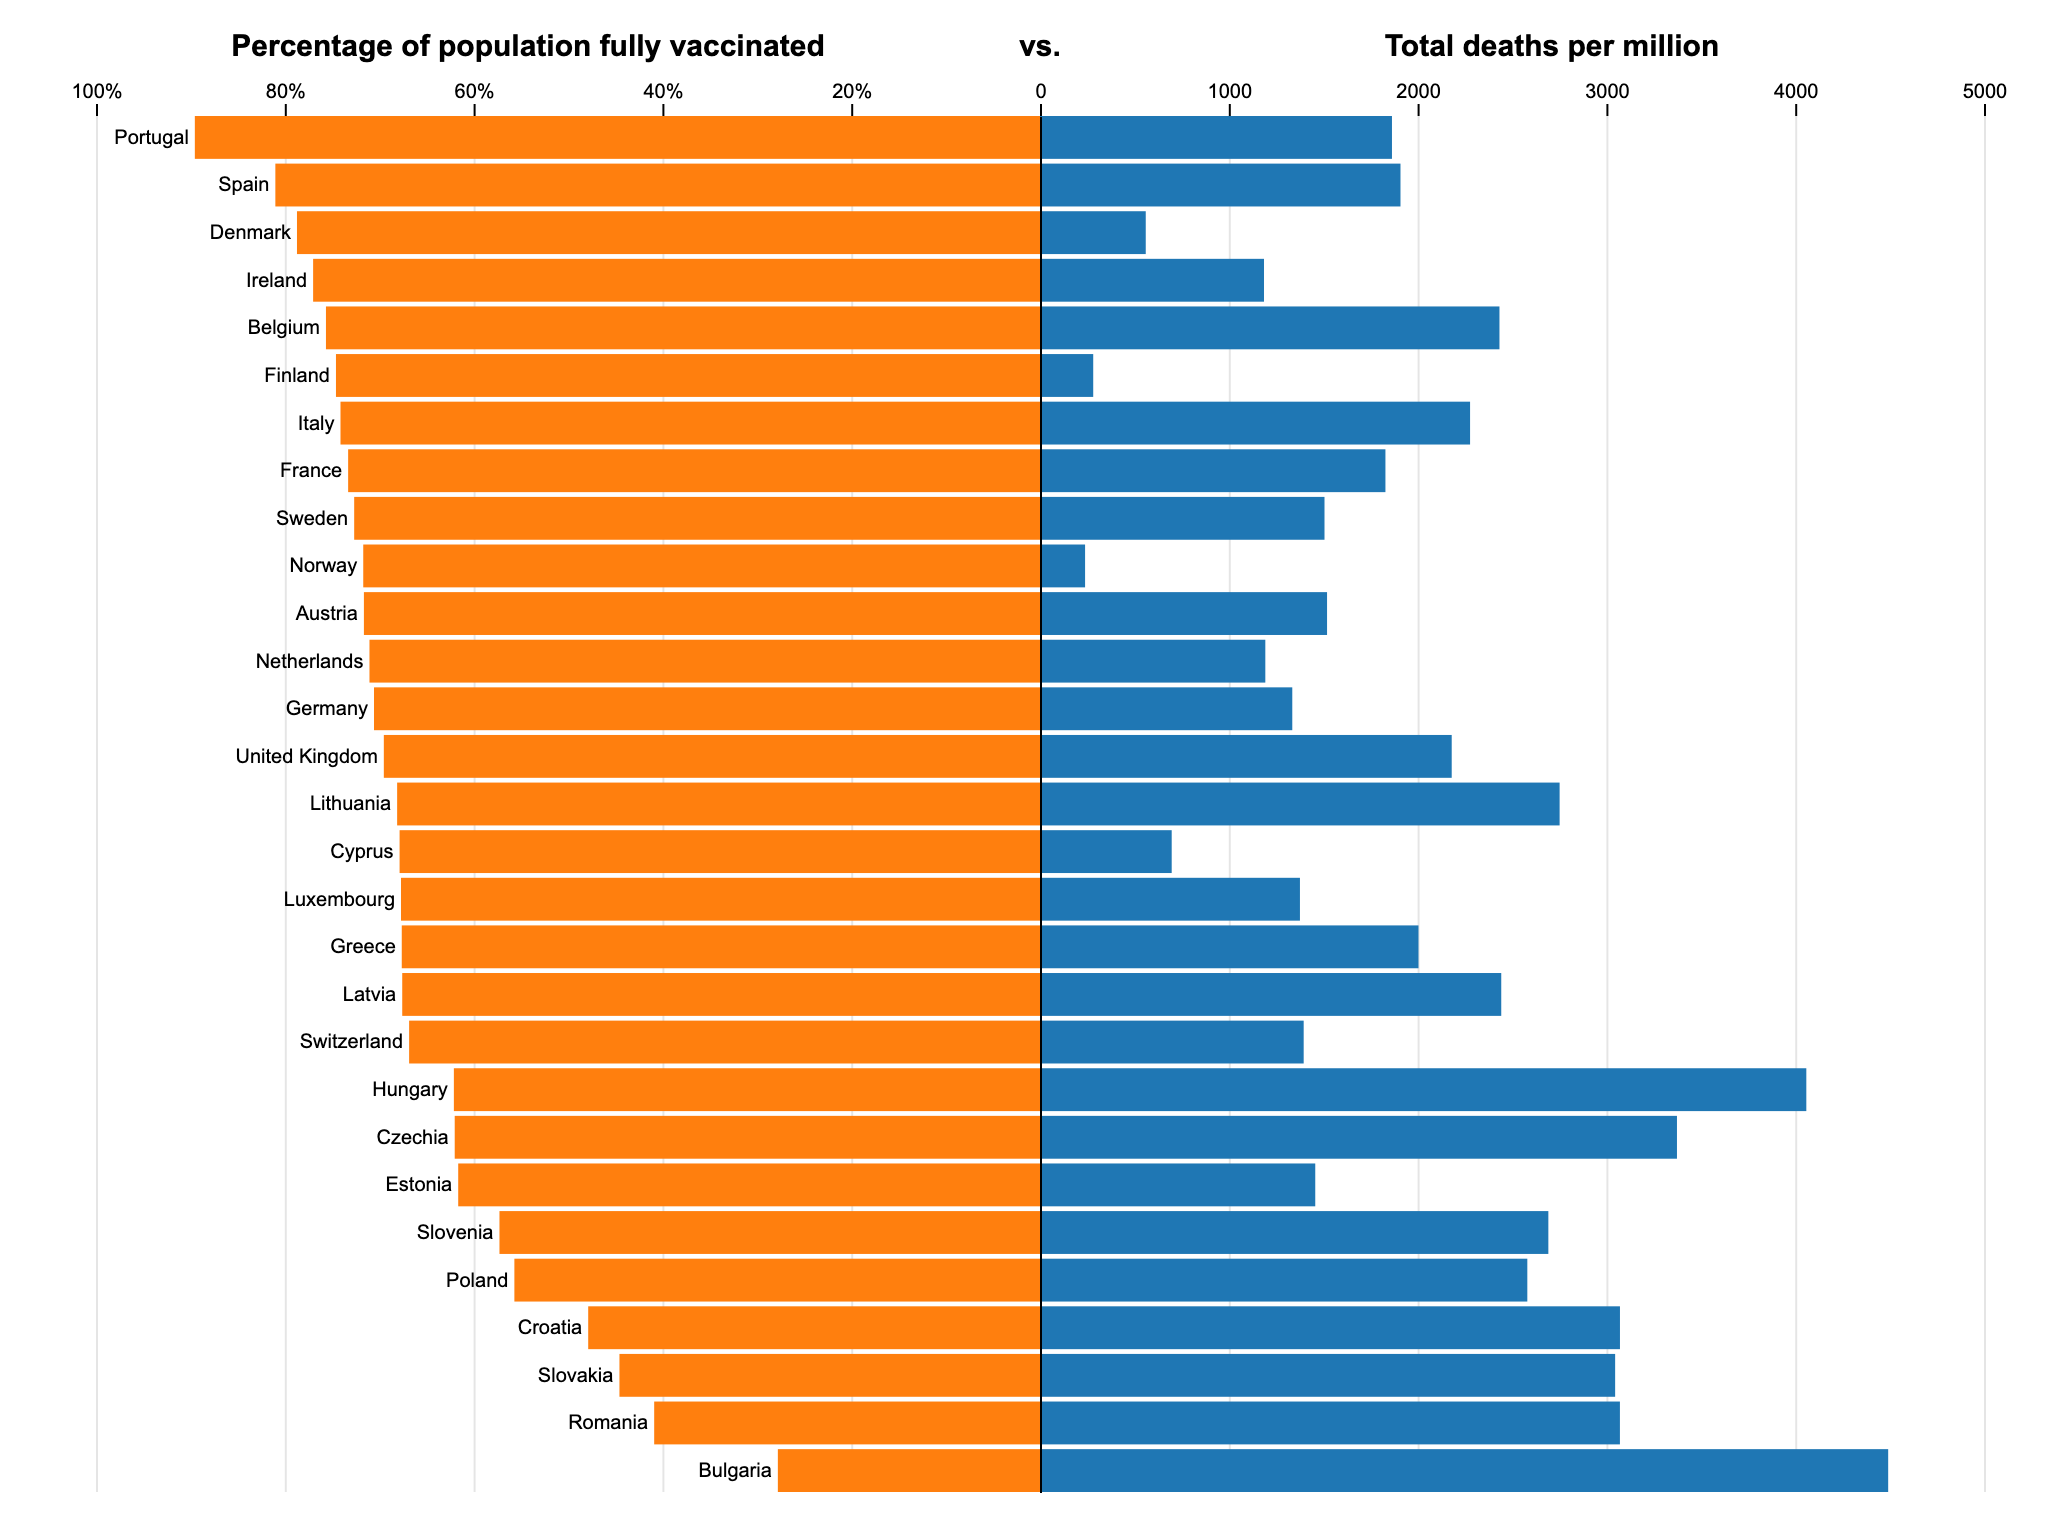 Percentage of population fully vaccinated vs. Total deaths per million
100% 80% 60% 40% 20% 0 1000 2000 3000 4000 5000
Portugal
Spain
Denmark
Ireland
Belgium
Finland
Italy
France
Sweden
Norway
Austria
Netherlands
Germany
United Kingdom
Lithuania
Cyprus
Luxembourg
Greece
Latvia
Switzerland
Hungary
Czechia
Estonia
Slovenia
Poland
Croatia
Slovakia
Romania
Bulgaria